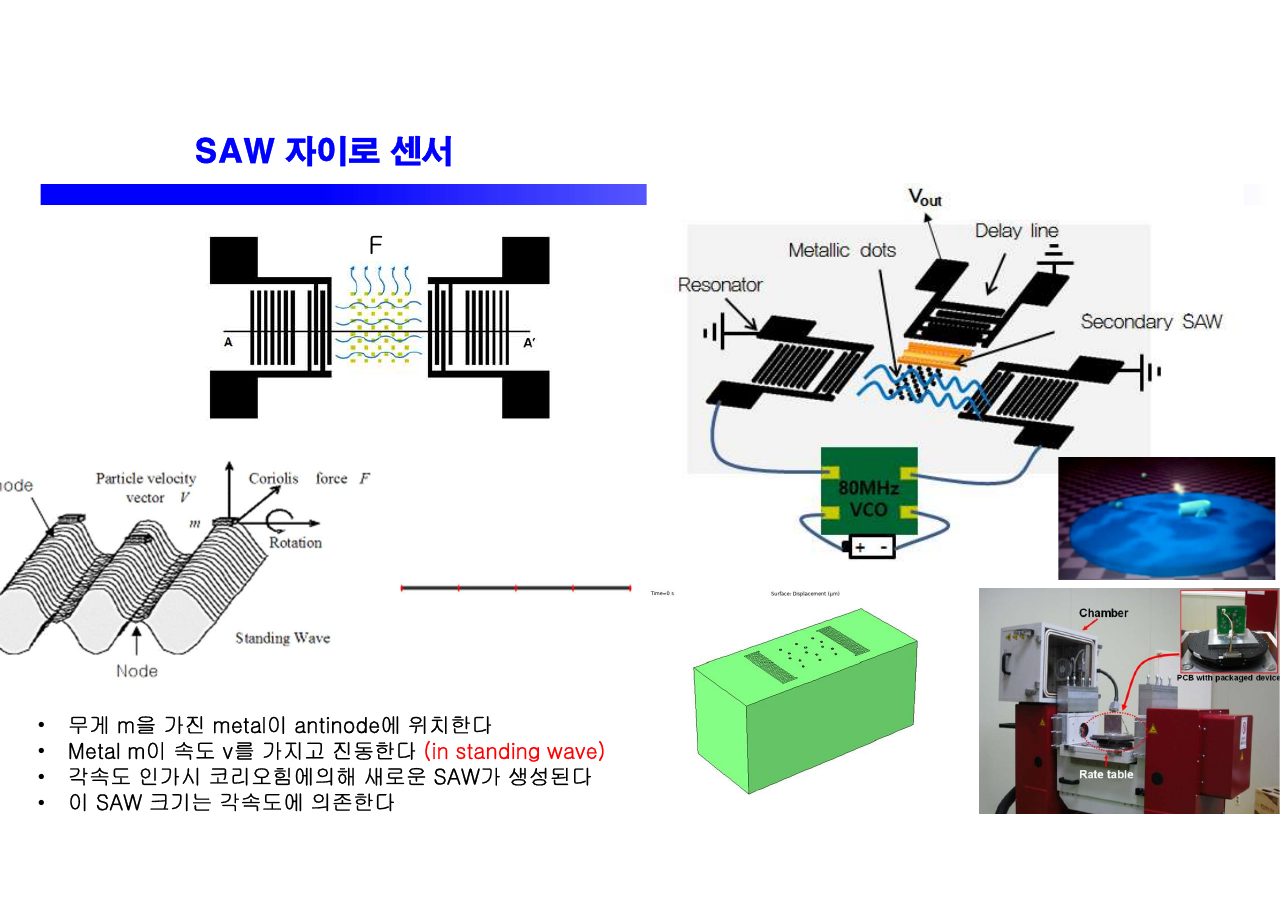 SAW 자이로 센서
F
A
A’
node
Particle velocity
vector V
Coriolis force F
m
Rotation
Standing Wave
Node
• 무게 m을 가진 metal이 antinode에 위치한다
• Metal m이 속도 v를 가지고 진동한다 (in standing wave)
• 각속도 인가시 코리오힘에의해 새로운 SAW가 생성된다
• 이 SAW 크기는 각속도에 의존한다
Vout
Delay line
Metallic dots
Resonator
Secondary SAW
80MHz
VCO
+ -
Time=0 s
Surface: Displacement (μm)
Chamber
PCB with packaged device
Rate table